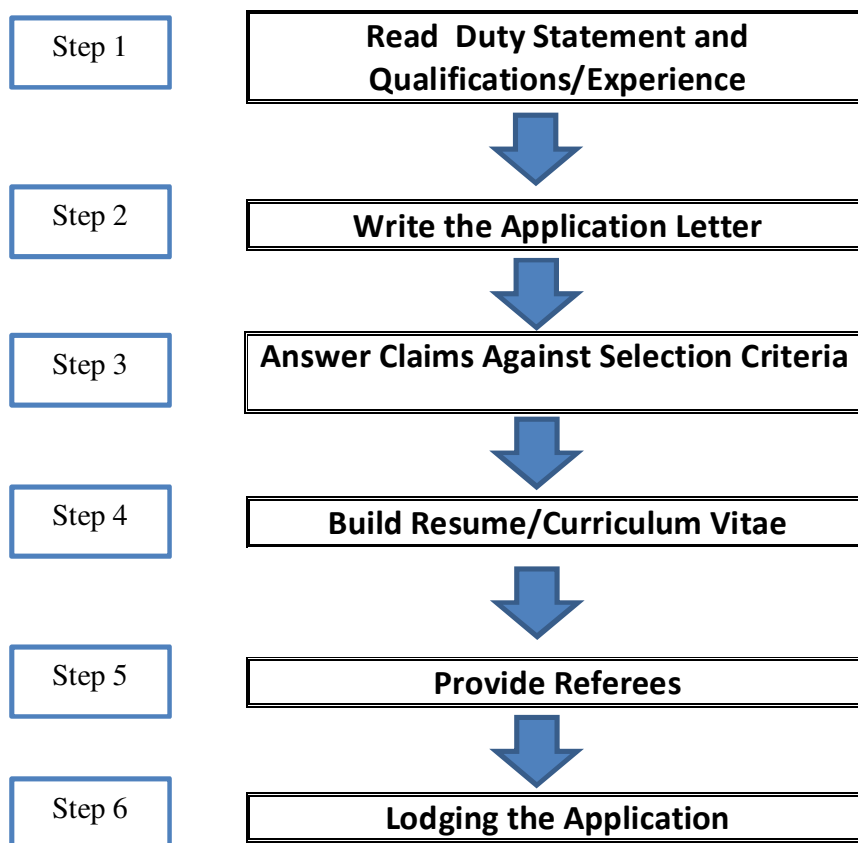 Step 1
Read Duty Statement and
Qualifications/Experience
Step 2
Write the Application Letter
Step 3
Answer Claims Against Selection Criteria
Step 4
Build Resume/Curriculum Vitae
Step 5
Provide Referees
Step 6
Lodging the Application